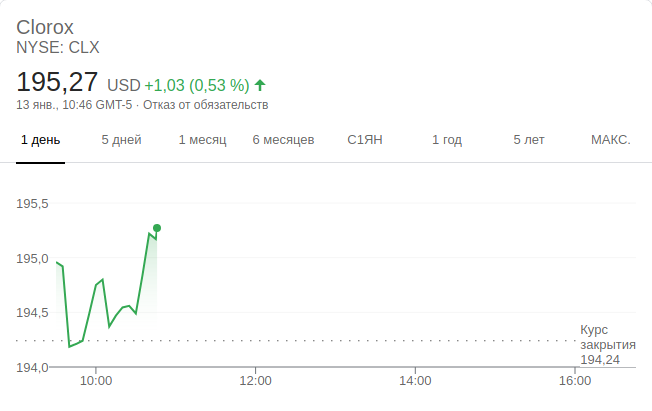 Clorox
NYSE: CLX
195,27 USD +1,03 (0,53 %)
13 янв., 10:46 GMT-5 · Отказ от обязательств
1 день 5 дней 1 месяц 6 месяцев С1ЯН 1 год 5 лет МАКС.
195,5
195,0
194,5
194,0
Курс
закрытия
194,24
10:00 12:00 14:00 16:00